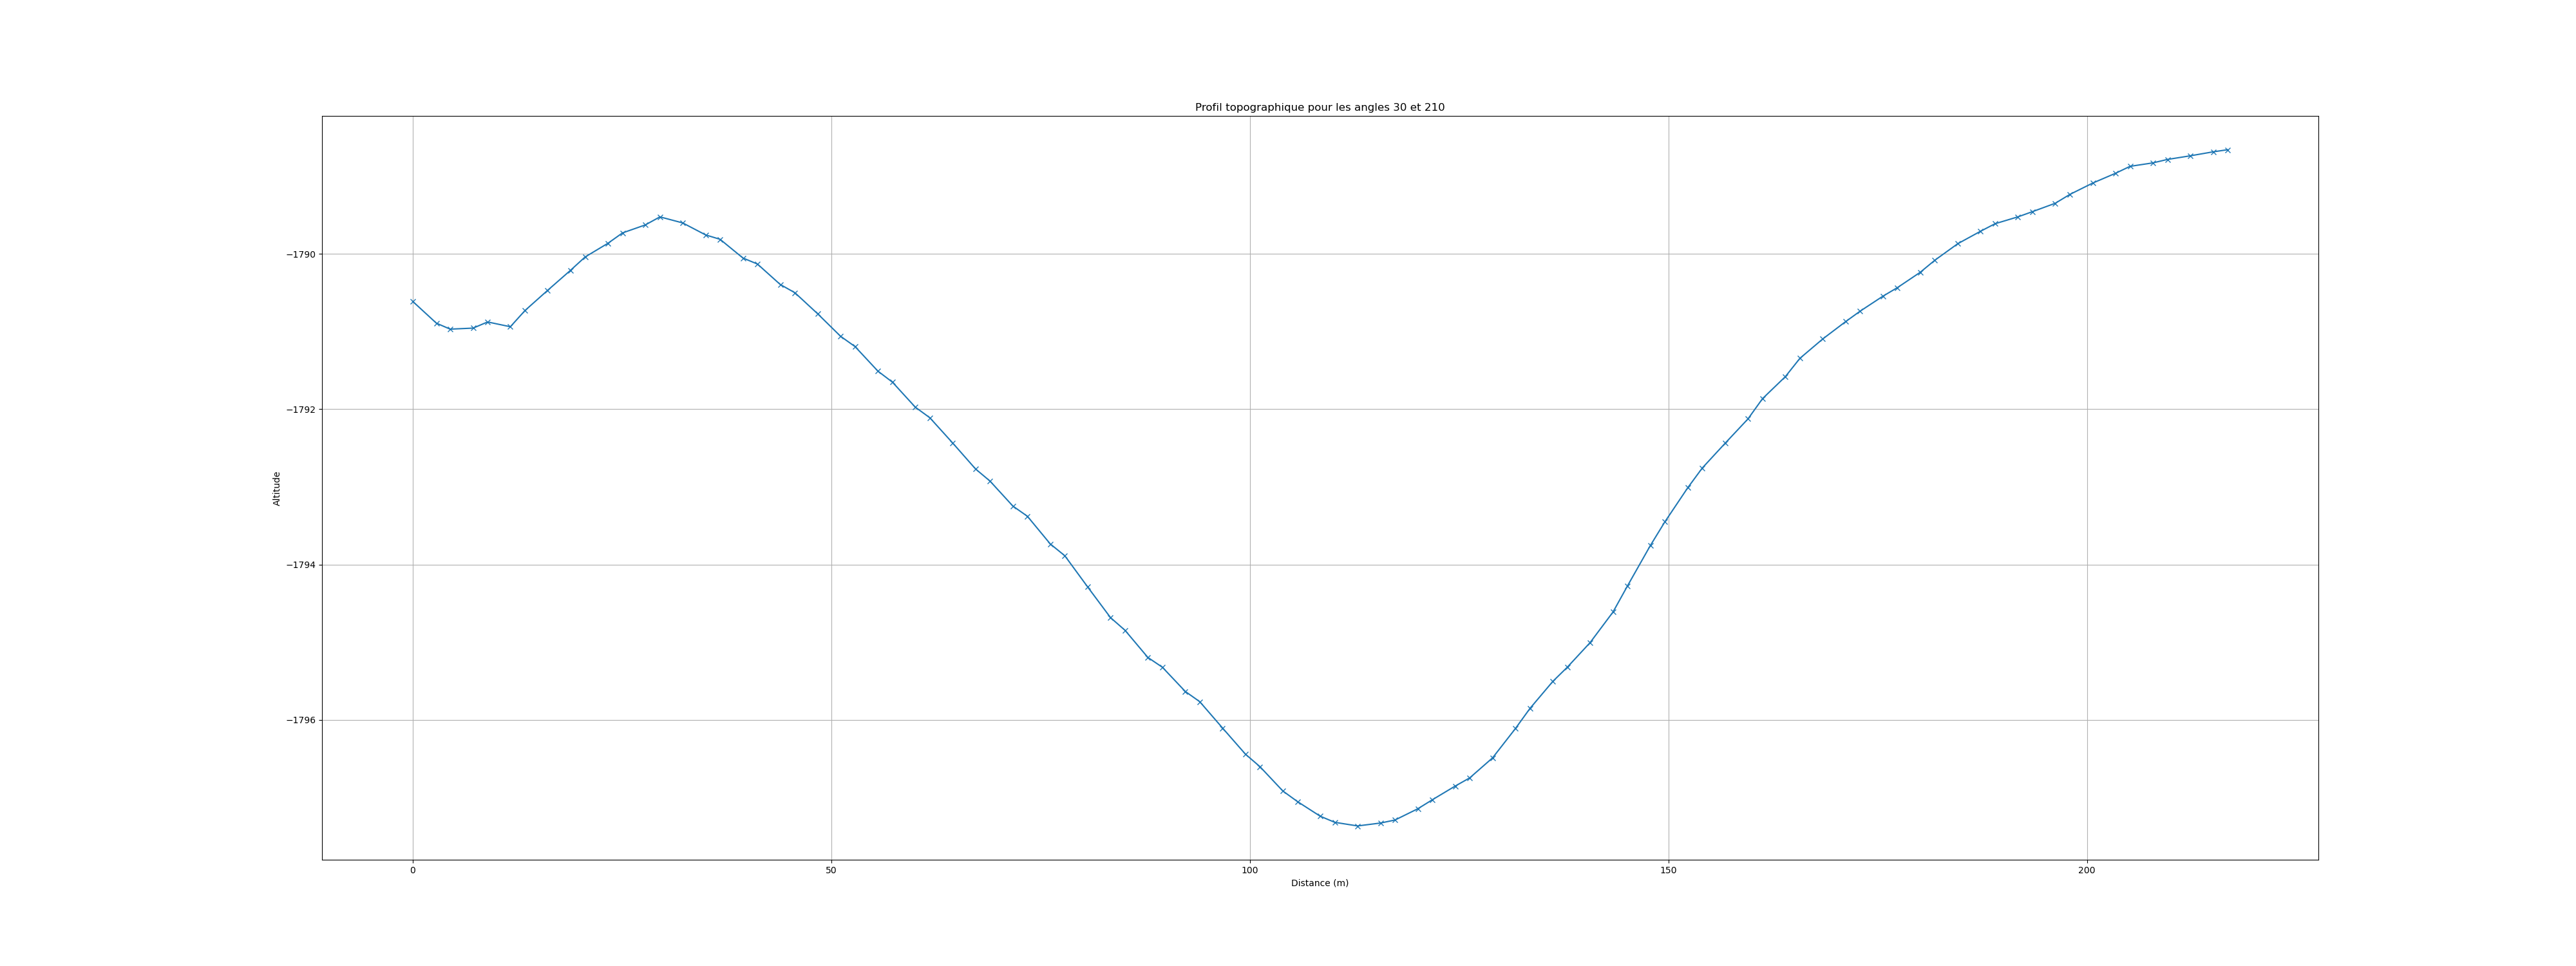 Profil topographique pour les angles 30 et 210
−1790
−1792
−1794
−1796
Altitude
0 50 100 150 200
Distance (m)